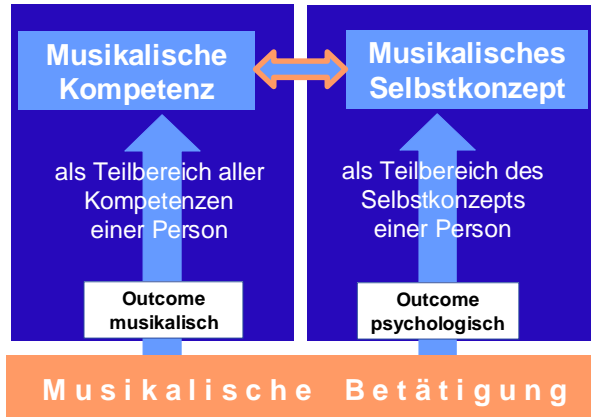 Musikalische
Kompetenz
Musikalisches
Selbstkonzept
als Teilbereich aller
Kompetenzen
einer Person
als Teilbereich des
Selbstkonzepts
einer Person
Outcome
musikalisch
Outcome
psychologisch
Musikalische Betätigung